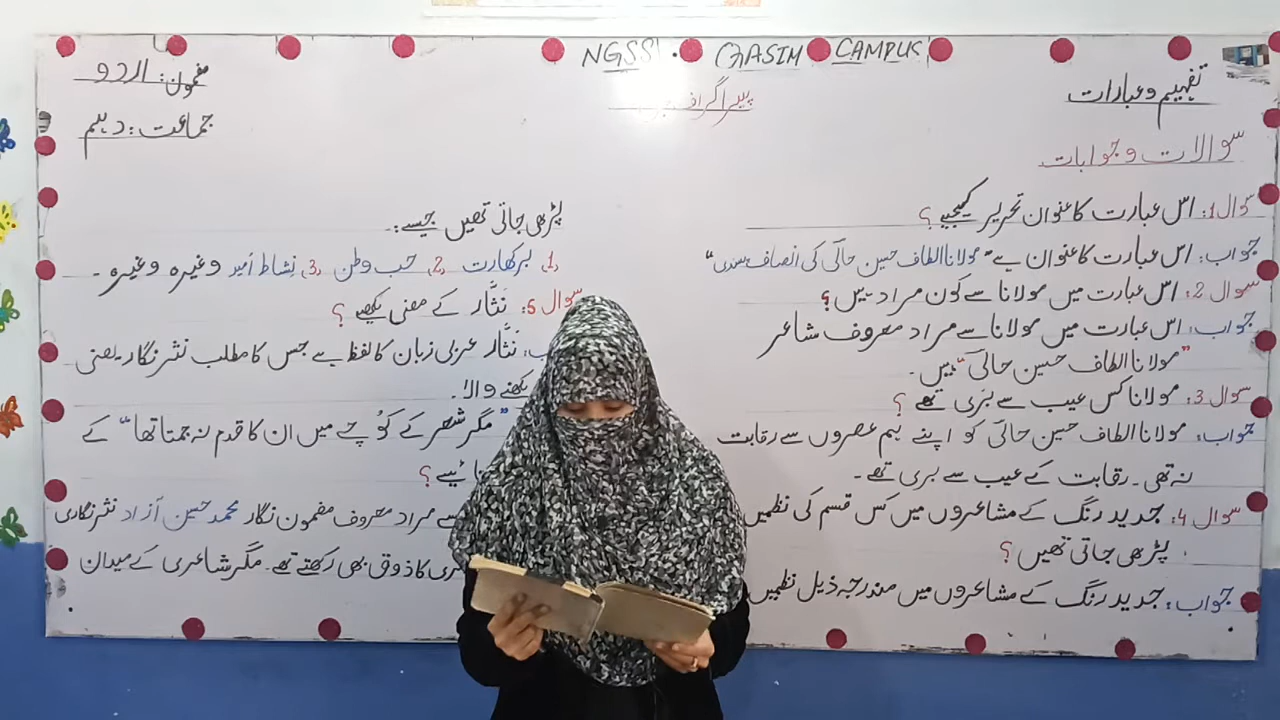 NGSS QASIM CAMPUS
تفہیم و عبارات
پیراگراف
مضمون: اردو
جماعت: دہم
سوالات و جوابات
سوال 1: اس عبارت کا عنوان تحریر کیجیے؟
جواب: اس عبارت کا عنوان ہے "مولانا الطاف حسین حالیؔ کی انصاف پسندی"
سوال 2: اس عبارت میں مولانا سے کون مراد ہیں؟
جواب: اس عبارت میں مولانا سے مراد معروف شاعر
"مولانا الطاف حسین حالیؔ" ہیں۔
سوال 3: مولانا کس عیب سے بَری تھے؟
جواب: مولانا الطاف حسین حالیؔ کو اپنے ہم عصروں سے رقابت
نہ تھی۔ رقابت کے عیب سے بری تھے۔
سوال 4: جدید رنگ کے مشاعروں میں کس قسم کی نظمیں
پڑھی جاتی تھیں؟
جواب: جدید رنگ کے مشاعروں میں مندرجہ ذیل نظمیں
پڑھی جاتی تھیں جیسے:۔
1, برکھارت 2, حب وطن 3, نشاط اُمید وغیرہ وغیرہ۔
سوال 5: نَثَّار کے معنی لکھیے؟
نَثَّار عربی زبان کا لفظ ہے جس کا مطلب نثر نگار۔ یعنی
لکھنے والا۔
"مگر شعر کے کُوچے میں ان کا قدم نہ جمتا تھا" کے
سے مراد معروف مضمون نگار محمد حسین آزاد نثر نگاری
کا ذوق بھی رکھتے تھے۔ مگر شاعری کے میدان